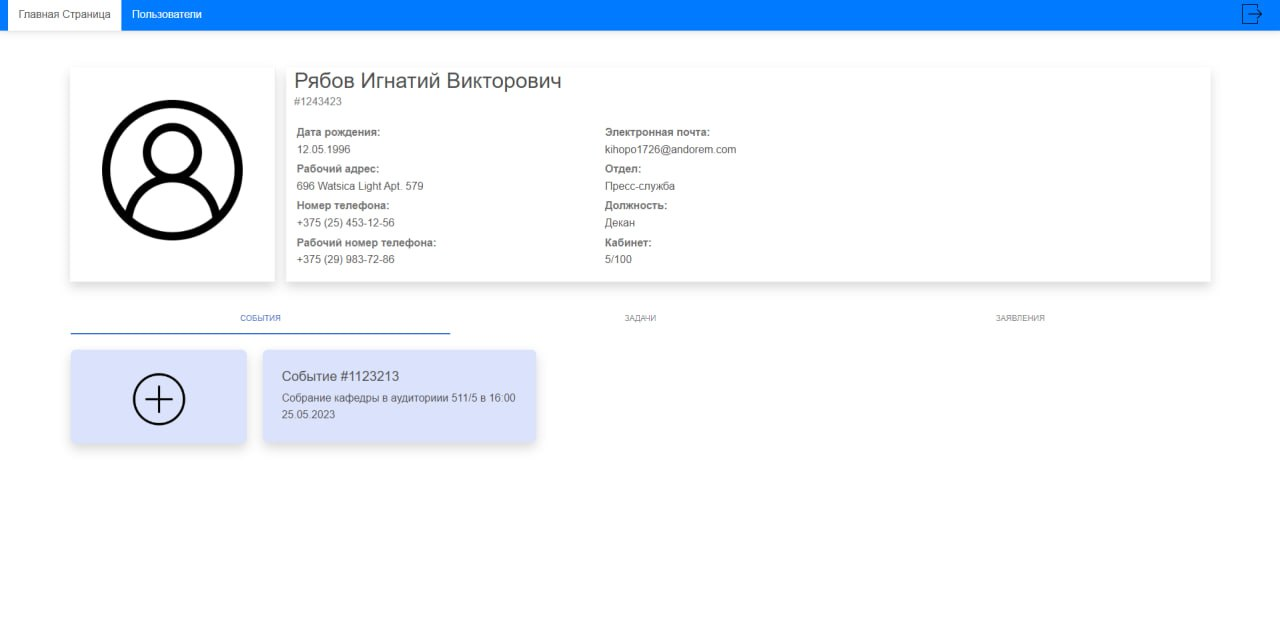 Главная Страница
Пользователи
Рябов Игнатий Викторович
#1243423
Дата рождения:
12.05.1996
Рабочий адрес:
696 Watsica Light Apt. 579
Номер телефона:
+375 (25) 453-12-56
Рабочий номер телефона:
+375 (29) 983-72-86
Электронная почта:
kihopo1726@andorem.com
Отдел:
Пресс-служба
Должность:
Декан
Кабинет:
5/100
СОБЫТИЯ
ЗАДАЧИ
ЗАЯВЛЕНИЯ
Событие #1123213
Собрание кафедры в аудиториии 511/5 в 16:00
25.05.2023